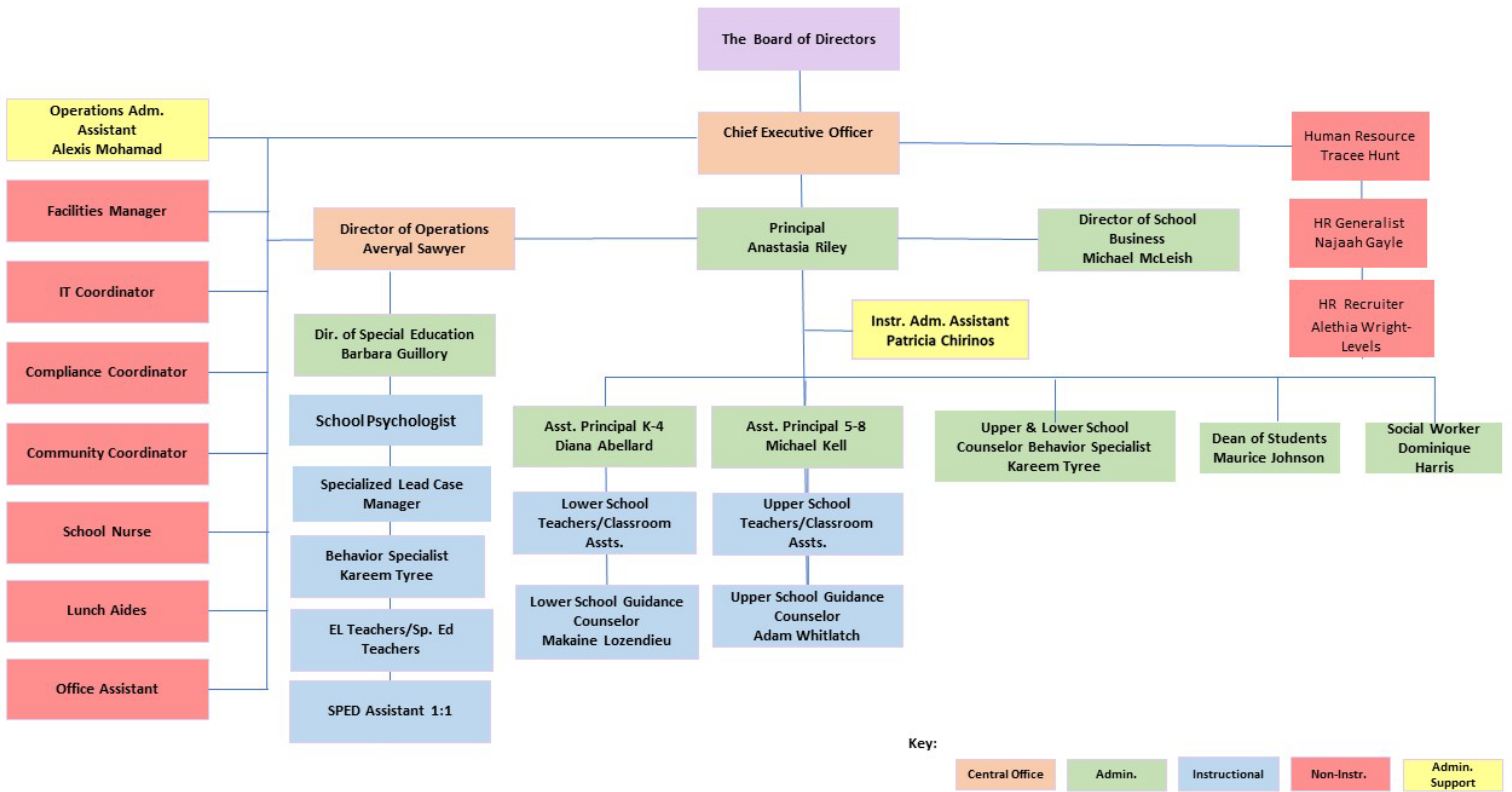 The Board of Directors
Operations Adm.
Assistant
Alexis Mohamad
Chief Executive Officer
Human Resource
Tracee Hunt
Facilities Manager
Director of Operations
Averyal Sawyer
Principal
Anastasia Riley
Director of School
Business
Michael McLeish
HR Generalist
Najaah Gayle
IT Coordinator
HR Recruiter
Alethia Wright-
Levels
Dir. of Special Education
Barbara Guillory
Instr. Adm. Assistant
Patricia Chirinos
Compliance Coordinator
School Psychologist
Asst. Principal K-4
Diana Abellard
Asst. Principal 5-8
Michael Kell
Upper & Lower School
Counselor Behavior Specialist
Kareem Tyree
Dean of Students
Maurice Johnson
Social Worker
Dominique
Harris
Community Coordinator
Specialized Lead Case
Manager
Lower School
Teachers/Classroom
Assts.
Upper School
Teachers/Classroom
Assts.
School Nurse
Behavior Specialist
Kareem Tyree
Lunch Aides
EL Teachers/Sp. Ed
Teachers
Lower School Guidance
Counselor
Makaine Lozendieu
Upper School Guidance
Counselor
Adam Whitlatch
Office Assistant
SPED Assistant 1:1
Key:
Central Office
Admin.
Instructional
Non-Instr.
Admin.
Support